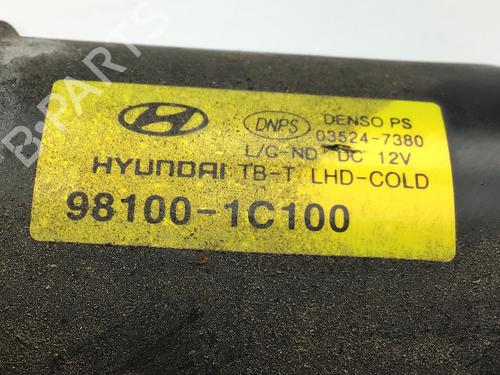 DNPS DENSO PS
03524-7380
L/G-ND DC 12V
HYUNDAI TB-T LHD-COLD
98100-1C100
B-Parts